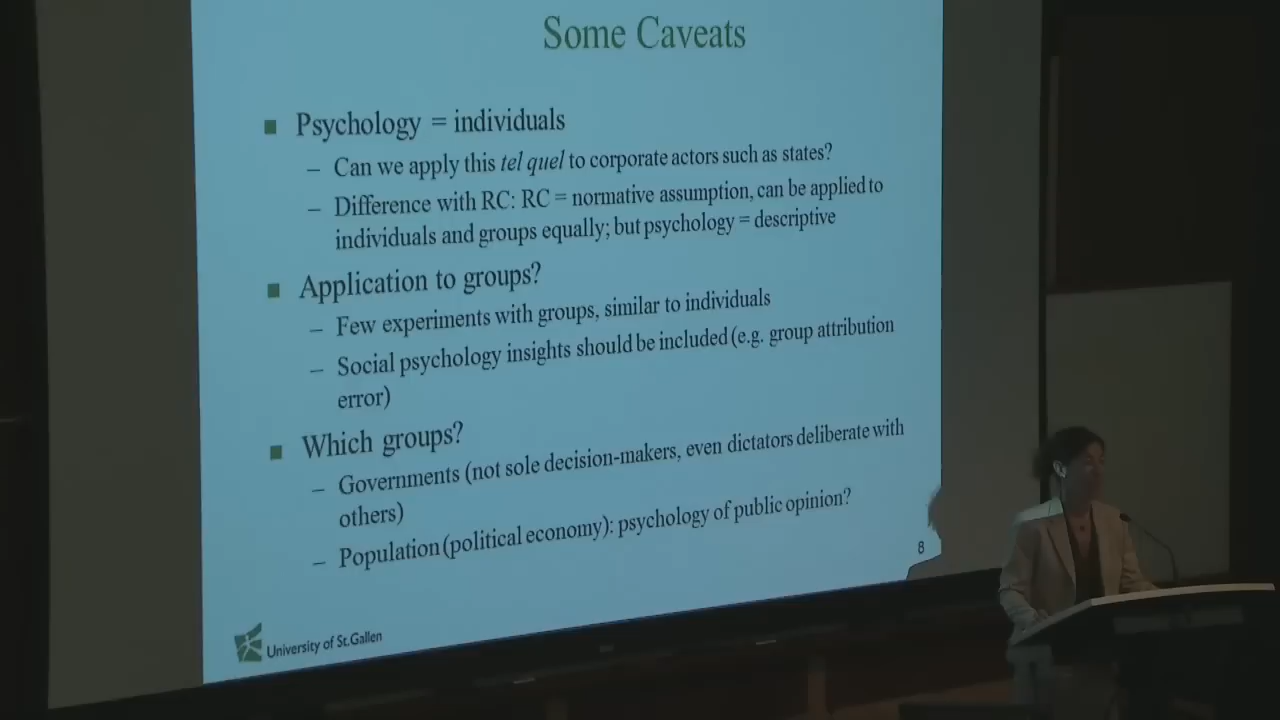 Some Caveats
■ Psychology = individuals
– Can we apply this tel quel to corporate actors such as states?
– Difference with RC: RC = normative assumption, can be applied to
individuals and groups equally; but psychology = descriptive
■ Application to groups?
– Few experiments with groups, similar to individuals
– Social psychology insights should be included (e.g. group attribution
error)
■ Which groups?
– Governments (not sole decision-makers, even dictators deliberate with
others)
– Population (political economy): psychology of public opinion?
8
University of St.Gallen